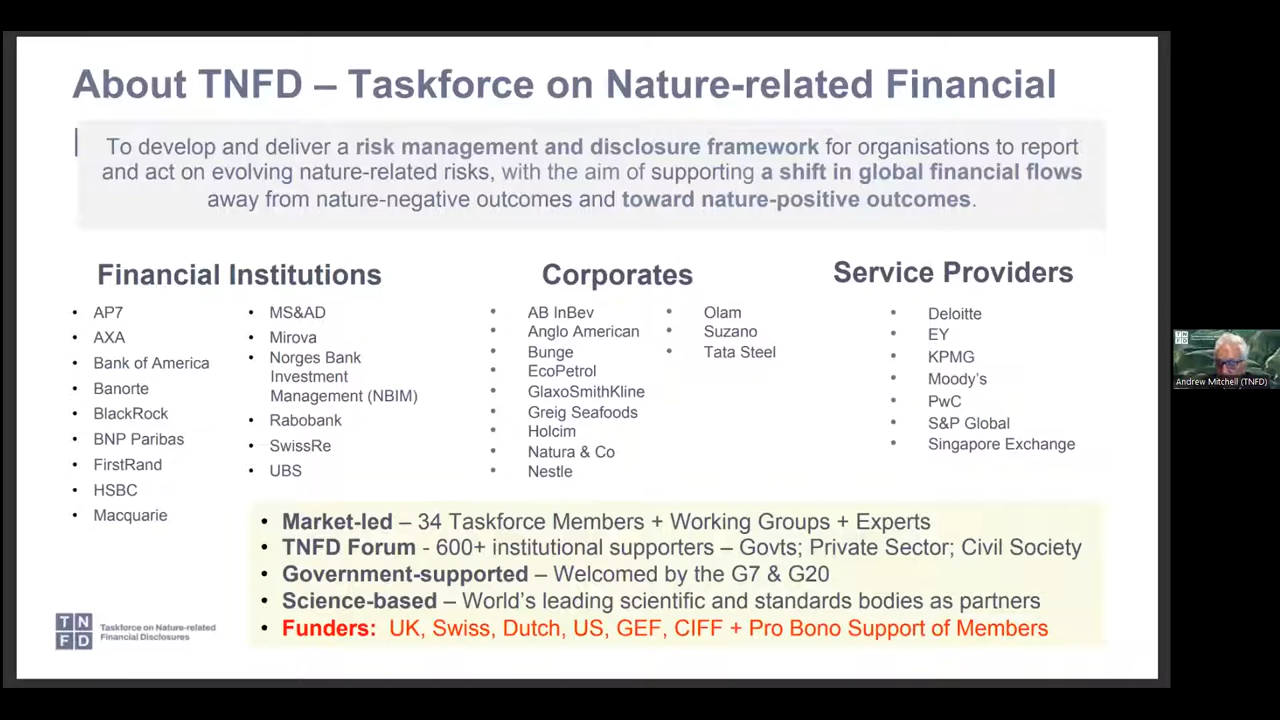 About TNFD – Taskforce on Nature-related Financial
To develop and deliver a risk management and disclosure framework for organisations to report
and act on evolving nature-related risks, with the aim of supporting a shift in global financial flows
away from nature-negative outcomes and toward nature-positive outcomes.
Financial Institutions
• AP7
• AXA
• Bank of America
• Banorte
• BlackRock
• BNP Paribas
• FirstRand
• HSBC
• Macquarie
• MS&AD
• Mirova
• Norges Bank
Investment
Management (NBIM)
• Rabobank
• SwissRe
• UBS
Corporates
• AB InBev
• Anglo American
• Bunge
• EcoPetrol
• GlaxoSmithKline
• Greig Seafoods
• Holcim
• Natura & Co
• Nestle
• Olam
• Suzano
• Tata Steel
Service Providers
• Deloitte
• EY
• KPMG
• Moody's
• PwC
• S&P Global
• Singapore Exchange
• Market-led – 34 Taskforce Members + Working Groups + Experts
• TNFD Forum - 600+ institutional supporters – Govts; Private Sector; Civil Society
• Government-supported – Welcomed by the G7 & G20
• Science-based – World's leading scientific and standards bodies as partners
• Funders: UK, Swiss, Dutch, US, GEF, CIFF + Pro Bono Support of Members
TN
FD
Taskforce on Nature-related
Financial Disclosures
TN
FD
Andrew Mitchell (TNFD)